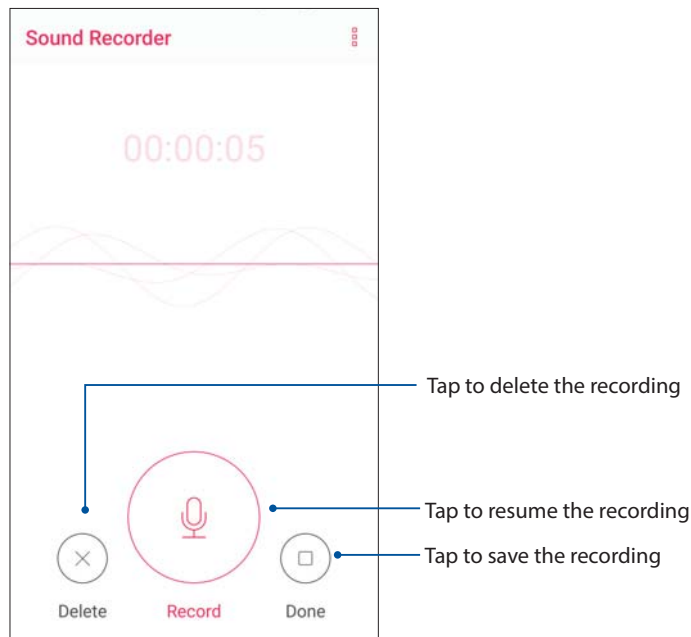 Sound Recorder
00:00:05
Tap to delete the recording
Tap to resume the recording
Tap to save the recording
Delete
Record
Done